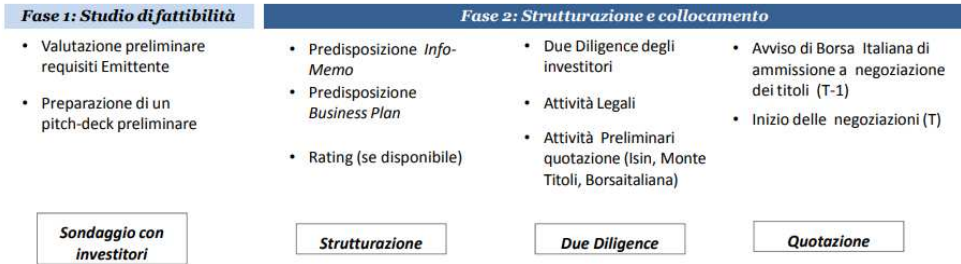 Fase 1: Studio di fattibilità
Fase 2: Strutturazione e collocamento
• Valutazione preliminare
requisiti Emittente
• Preparazione di un
pitch-deck preliminare
• Predisposizione Info-
Memo
• Predisposizione
Business Plan
• Rating (se disponibile)
• Due Diligence degli
investitori
• Attività Legali
• Attività Preliminari
quotazione (Isin, Monte
Titoli, Borsaitaliana)
• Avviso di Borsa Italiana di
ammissione a negoziazione
dei titoli (T-1)
• Inizio delle negoziazioni (T)
Sondaggio con
investitori
Strutturazione
Due Diligence
Quotazione